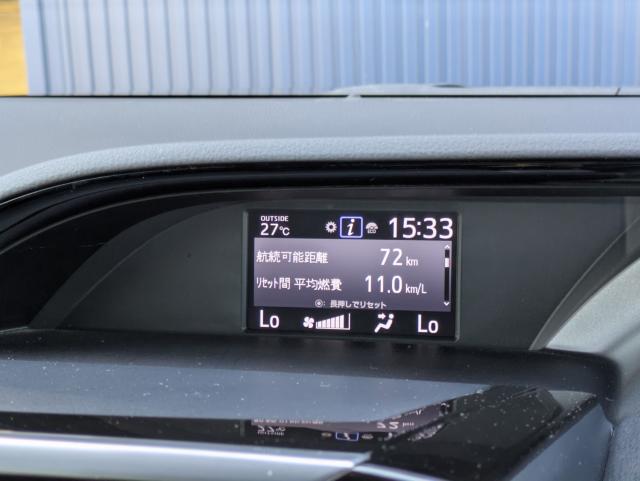 OUTSIDE
27℃ i ECO 15:33
航続可能距離 72 km
リセット間 平均燃費 11.0 km/L
⦿: 長押しでリセット
Lo Lo